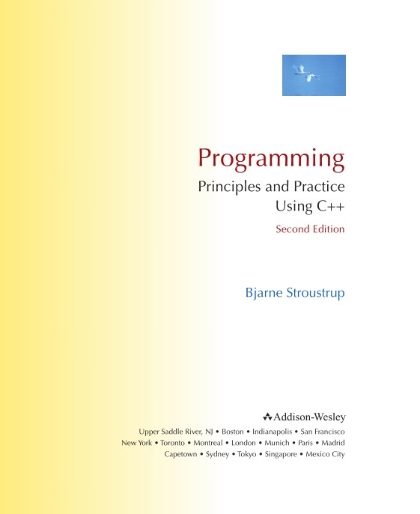 Programming
Principles and Practice
Using C++
Second Edition
Bjarne Stroustrup
Addison-Wesley
Upper Saddle River, NJ • Boston • Indianapolis • San Francisco
New York • Toronto • Montreal • London • Munich • Paris • Madrid
Capetown • Sydney • Tokyo • Singapore • Mexico City